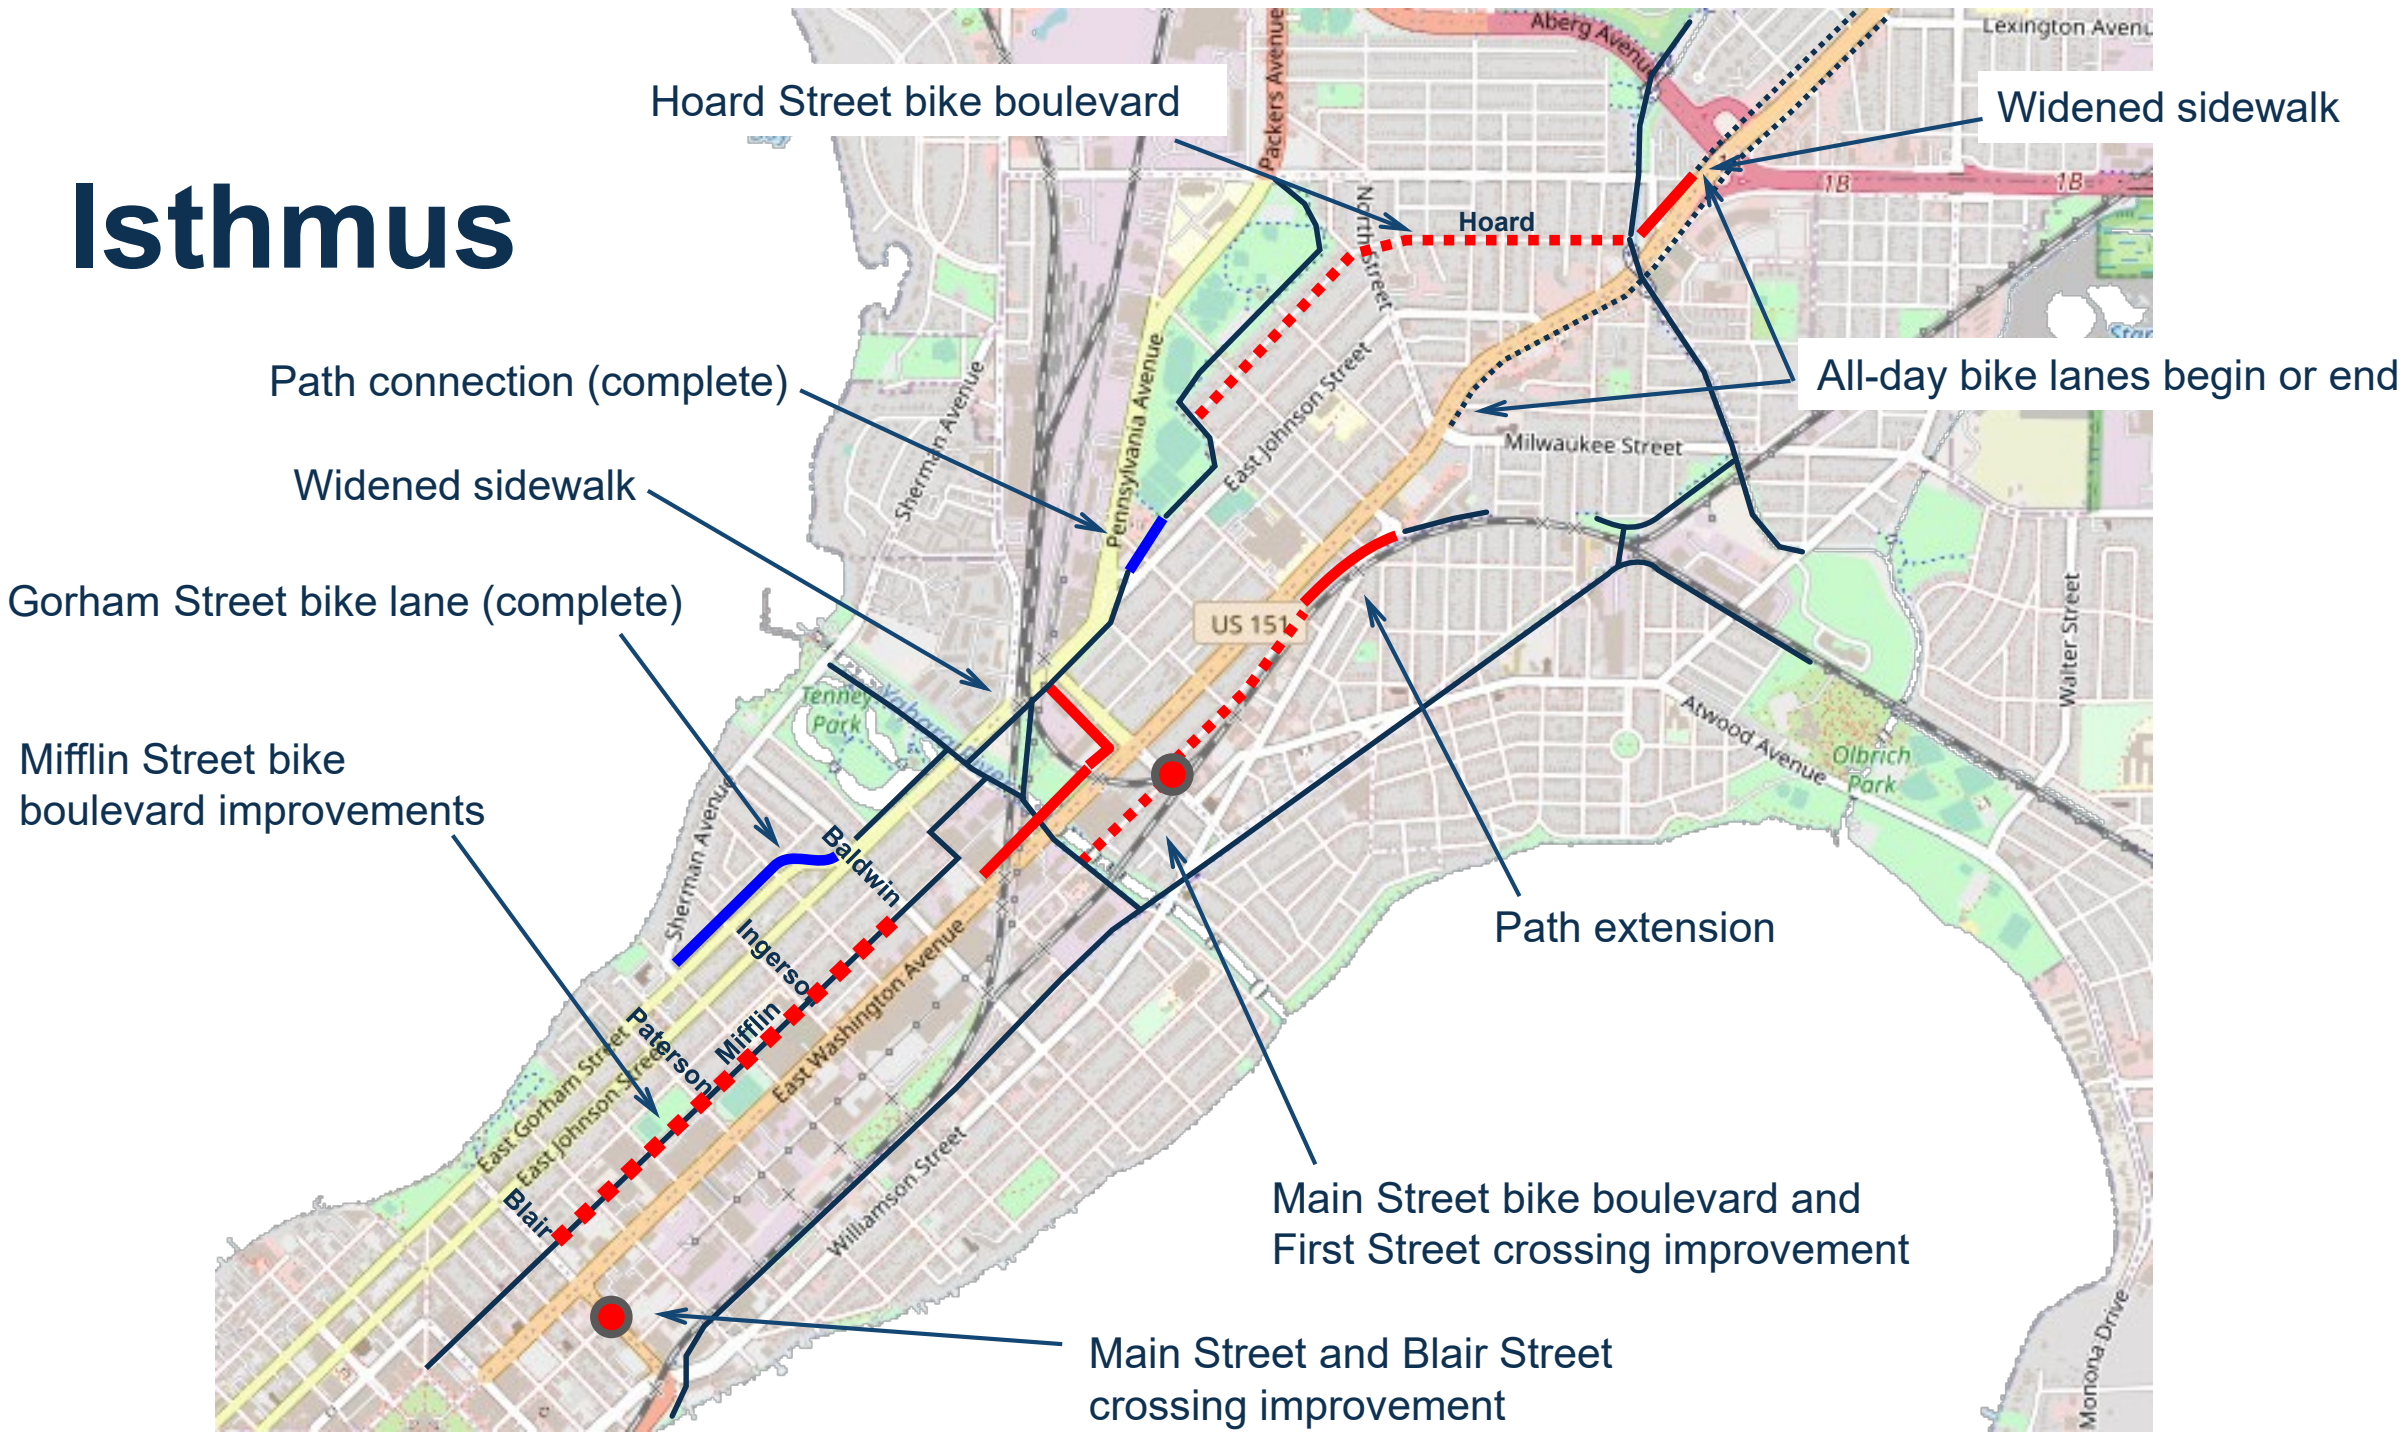 Isthmus
Aberg Avenu
Lexington Avenu
Packers Avenue
Hoard Street bike boulevard
Widened sidewalk
1B
1B
North Street
Hoard
Path connection (complete)
Pennsylvania Avenue
East Johnson Street
All-day bike lanes begin or end
Milwaukee Street
Star
Sherman Avenue
Widened sidewalk
Gorham Street bike lane (complete)
US 151
Walter Street
Tenney
Park
Atwood Avenue
Olbrich
Park
Mifflin Street bike
boulevard improvements
Sherman Avenue
Baldwin
Ingerso
Paterson
Mifflin
Blair
East Gorham Street
East Johnson Street
East Washington Avenue
Williamson Street
Path extension
Main Street bike boulevard and
First Street crossing improvement
Main Street and Blair Street
crossing improvement
Monona Drive